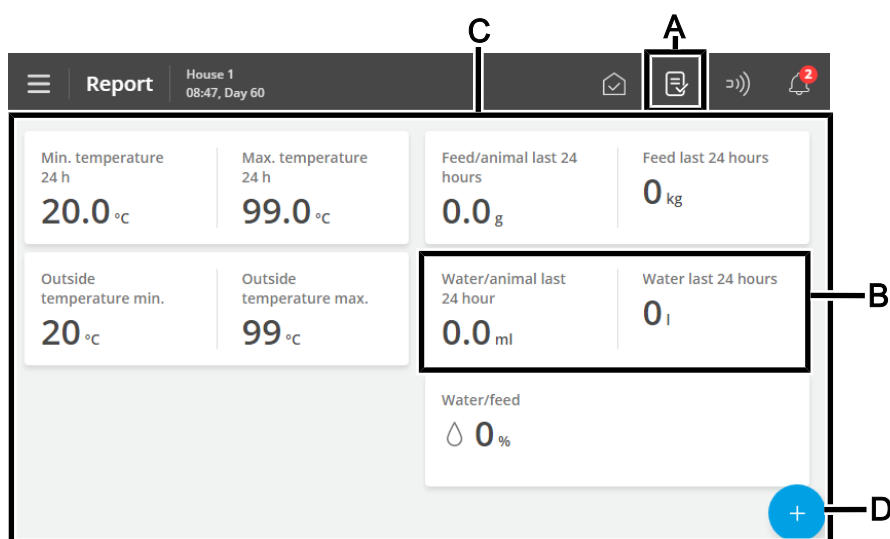 C
A
Report
House 1
08:47, Day 60
2
Min. temperature
24 h
20.0 °C
Max. temperature
24 h
99.0 °C
Feed/animal last 24
hours
0.0 g
Feed last 24 hours
0 kg
Outside
temperature min.
20 °C
Outside
temperature max.
99 °C
Water/animal last
24 hour
0.0 ml
Water last 24 hours
0 l
B
Water/feed
0 %
+
D